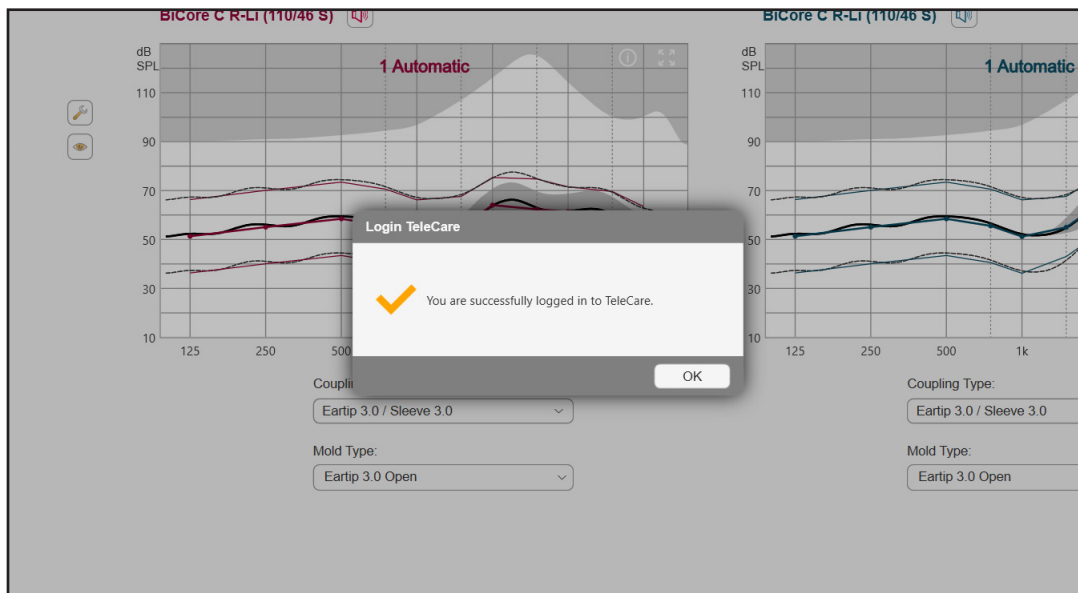 BiCore C R-Li (110/46 S)
BiCore C R-Li (110/46 S)
dB
SPL
1 Automatic
110
90
70
50
30
10
125
250
500
dB
SPL
1 Automatic
110
90
70
50
30
10
125
250
500
1k
Login TeleCare
You are successfully logged in to TeleCare.
OK
Coupli
Eartip 3.0 / Sleeve 3.0
Mold Type:
Eartip 3.0 Open
Coupling Type:
Eartip 3.0 / Sleeve 3.0
Mold Type:
Eartip 3.0 Open